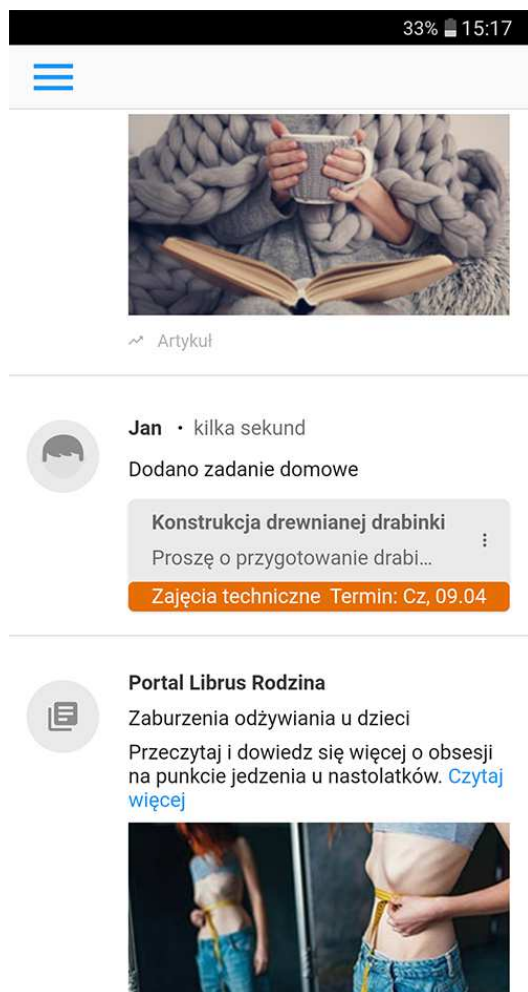 33% 15:17
Artykuł
Jan • kilka sekund
Dodano zadanie domowe
Konstrukcja drewnianej drabinki
Proszę o przygotowanie drabi...
Zajęcia techniczne Termin: Cz, 09.04
Portal Librus Rodzina
Zaburzenia odżywiania u dzieci
Przeczytaj i dowiedz się więcej o obsesji
na punkcie jedzenia u nastolatków. Czytaj
więcej